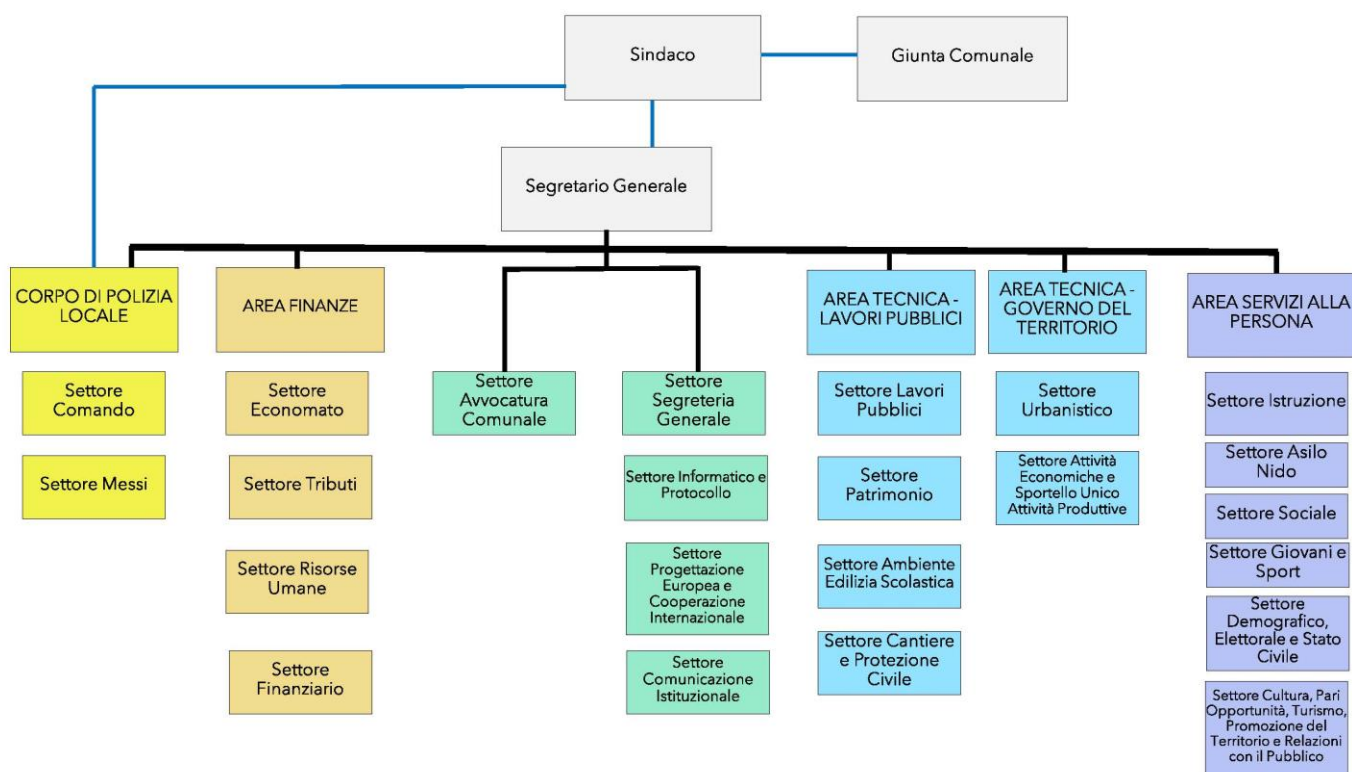 Sindaco
Giunta Comunale
Segretario Generale
CORPO DI POLIZIA
LOCALE
AREA FINANZE
AREA TECNICA -
LAVORI PUBBLICI
AREA TECNICA -
GOVERNO DEL
TERRITORIO
AREA SERVIZI ALLA
PERSONA
Settore
Comando
Settore Messi
Settore
Economato
Settore Tributi
Settore Risorse
Umane
Settore
Finanziario
Settore
Avvocatura
Comunale
Settore
Segreteria
Generale
Settore Informatico e
Protocollo
Settore
Progettazione
Europea e
Cooperazione
Internazionale
Settore
Comunicazione
Istituzionale
Settore Lavori
Pubblici
Settore
Patrimonio
Settore Ambiente
Edilizia Scolastica
Settore Cantiere
e Protezione
Civile
Settore
Urbanistico
Settore Attività
Economiche e
Sportello Unico
Attività Produttive
Settore Istruzione
Settore Asilo
Nido
Settore Sociale
Settore Giovani e
Sport
Settore
Demografico,
Elettorale e Stato
Civile
Settore Cultura, Pari
Opportunità, Turismo,
Promozione del
Territorio e Relazioni
con il Pubblico